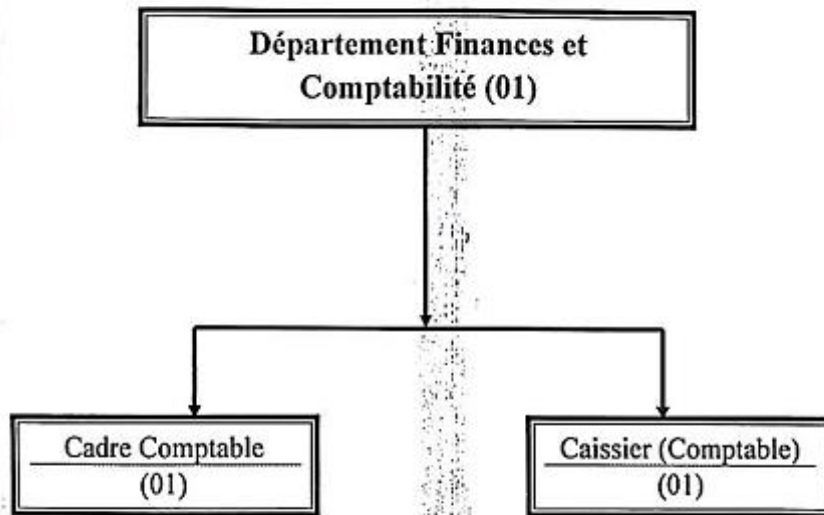 Département Finances et
Comptabilité (01)
Cadre Comptable
(01)
Caissier (Comptable)
(01)